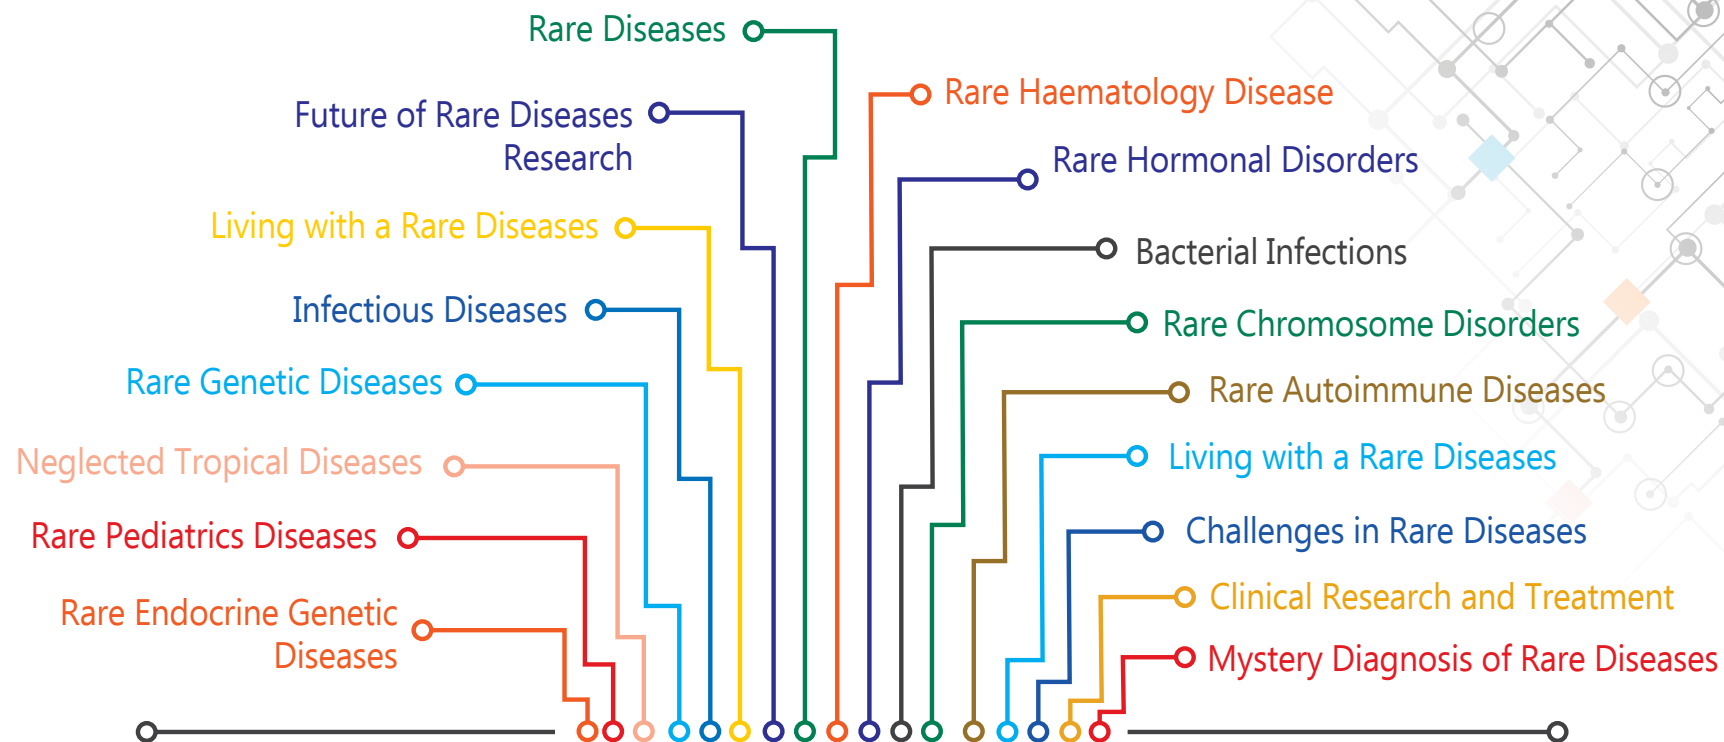 Rare Diseases
Future of Rare Diseases
Research
Living with a Rare Diseases
Infectious Diseases
Rare Genetic Diseases
Neglected Tropical Diseases
Rare Pediatrics Diseases
Rare Endocrine Genetic
Diseases
Rare Haematology Disease
Rare Hormonal Disorders
Bacterial Infections
Rare Chromosome Disorders
Rare Autoimmune Diseases
Living with a Rare Diseases
Challenges in Rare Diseases
Clinical Research and Treatment
Mystery Diagnosis of Rare Diseases